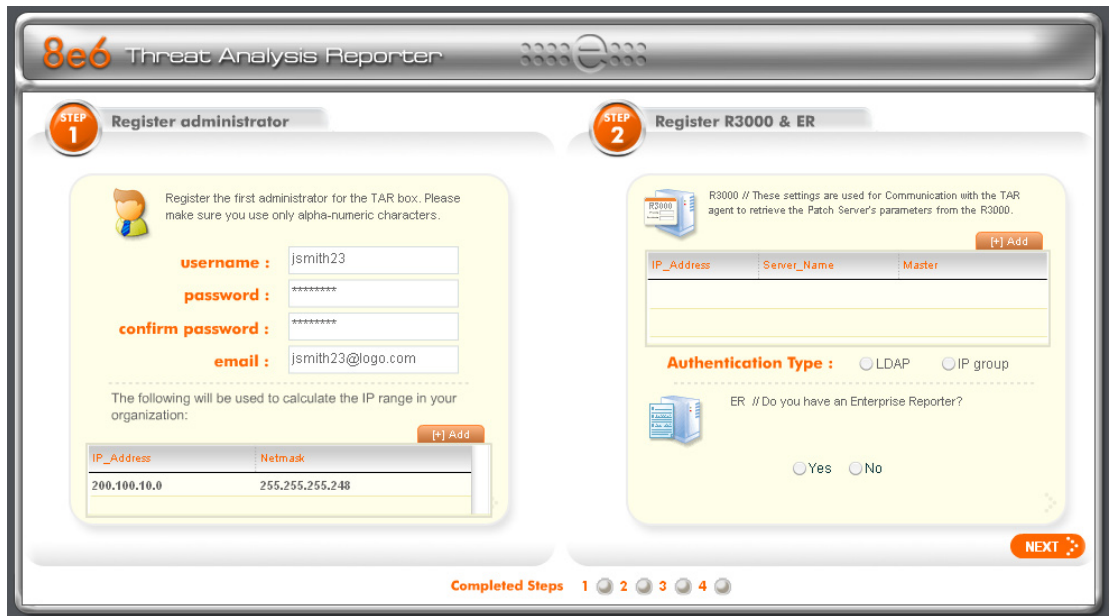 8e6 Threat Analysis Reporter
STEP 1
Register administrator
Register the first administrator for the TAR box. Please
make sure you use only alpha-numeric characters.
username : jsmith23
password : ********
confirm password : ********
email : jsmith23@logo.com
The following will be used to calculate the IP range in your
organization:
[+] Add
IP_Address Netmask
200.100.10.0 255.255.255.248
STEP 2
Register R3000 & ER
R3000
R3000 // These settings are used for Communication with the TAR
agent to retrieve the Patch Server's parameters from the R3000.
[+] Add
IP_Address Server_Name Master
Authentication Type : LDAP IP group
ER // Do you have an Enterprise Reporter?
Yes No
NEXT
Completed Steps 1 2 3 4